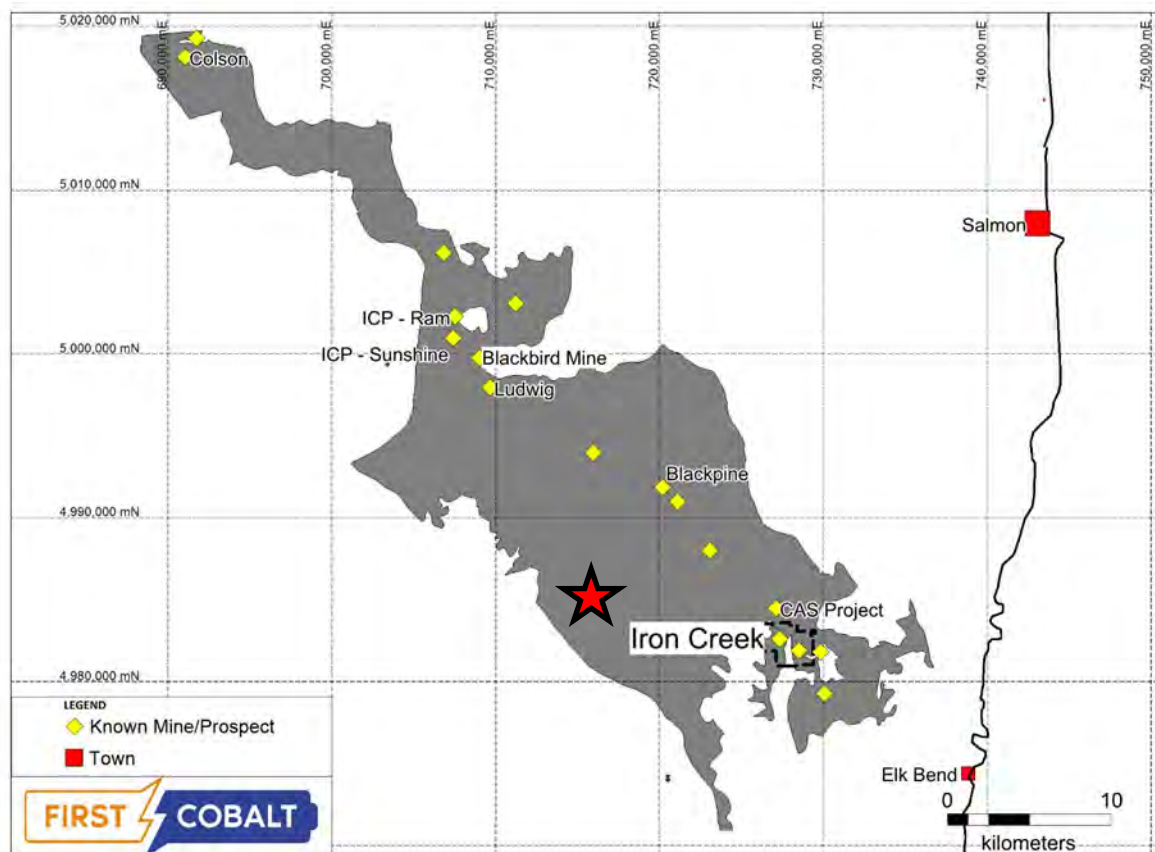 5,020,000 mN
690,000 mE
700,000 mE
710,000 mE
720,000 mE
730,000 mE
740,000 mE
750,000 mE
Colson
5,010,000 mN
Salmon
ICP - Ram
ICP - Sunshine
5,000,000 mN
Blackbird Mine
Ludwig
Blackpine
4,990,000 mN
CAS Project
Iron Creek
4,980,000 mN
LEGEND
Known Mine/Prospect
Town
Elk Bend
FIRST COBALT
0 10
kilometers